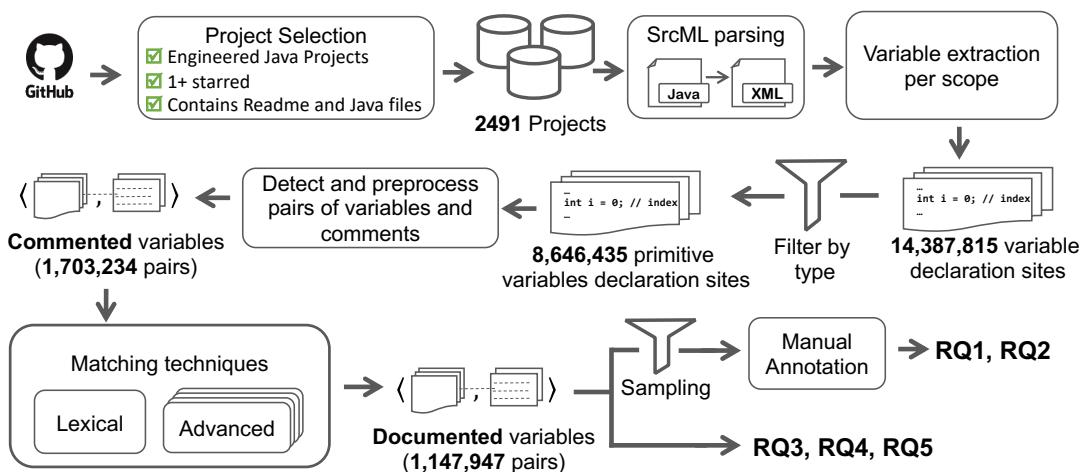 GitHub
Project Selection
Engineered Java Projects
1+ starred
Contains Readme and Java files
2491 Projects
SrcML parsing
Java
XML
Variable extraction
per scope
…
int i = 0; // index
…
14,387,815 variable
declaration sites
Filter by
type
…
int i = 0; // index
…
8,646,435 primitive
variables declaration sites
Detect and preprocess
pairs of variables and
comments
⟨ , ⟩
Commented variables
(1,703,234 pairs)
Matching techniques
Lexical
Advanced
⟨ , ⟩
Documented variables
(1,147,947 pairs)
Sampling
Manual
Annotation
RQ1, RQ2
RQ3, RQ4, RQ5